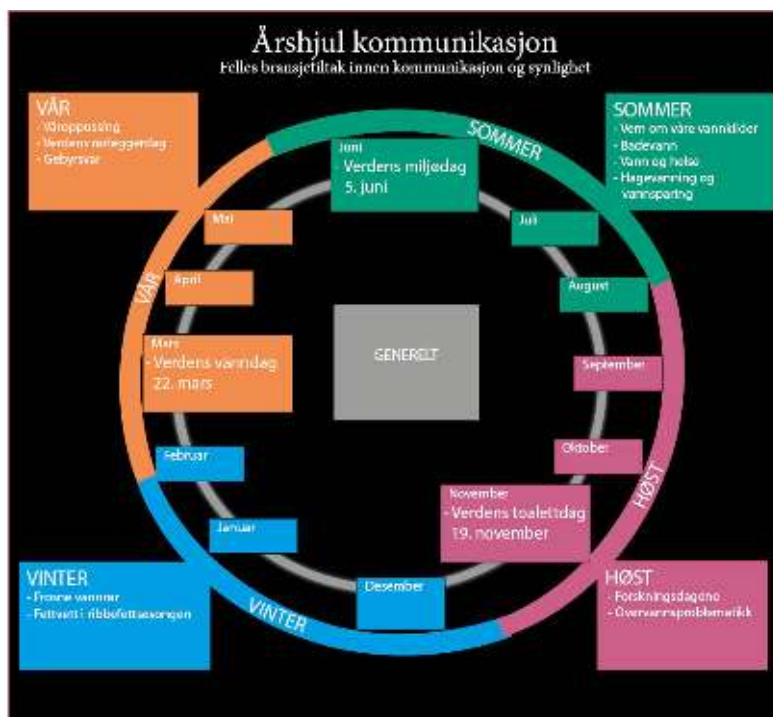 Årshjul kommunikasjon
Felles bransjetiltak innen kommunikasjon og synlighet
VÅR
- Våroppussing
- Verdens rørleggerdag
- Gebyrsvar
SOMMER
- Vern om våre vannkilder
- Badevann
- Vann og helse
- Hagevanning og
vannsparing
SOMMER
Juni
- Verdens miljødag
5. juni
Mai
Juli
April
August
VÅR
Mars
- Verdens vanndag
22. mars
GENERELT
September
Februar
Oktober
HØST
November
- Verdens toalettdag
19. november
Januar
Desember
VINTER
VINTER
- Frosne vannrør
- Fettvett i ribbefettsesongen
HØST
- Forskningsdagene
- Overvannsproblematikk